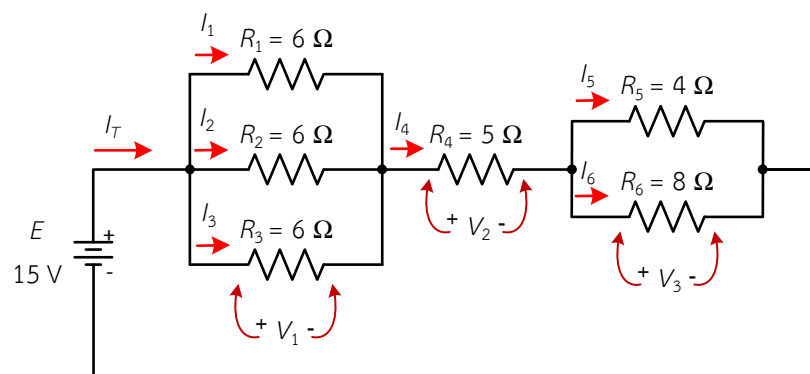 I1
R1 = 6 Ω
I5
R5 = 4 Ω
IT
I2
R2 = 6 Ω
I4
R4 = 5 Ω
I6
R6 = 8 Ω
I3
R3 = 6 Ω
+ V2 -
E
+
15 V
-
+ V3 -
+ V1 -